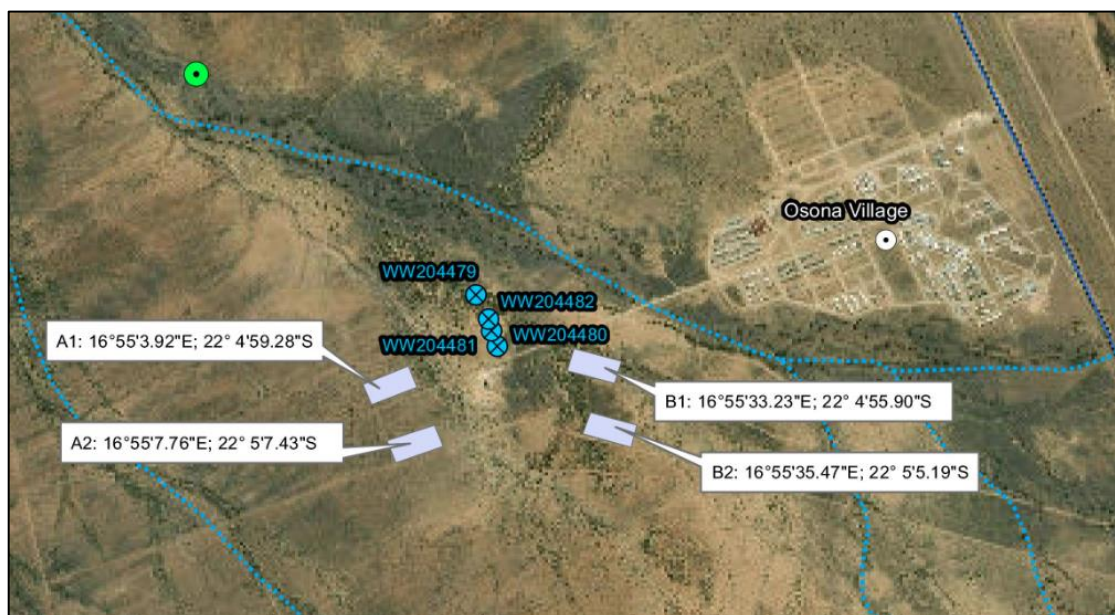 Osona Village
WW204479
WW204482
WW204480
WW204481
A1: 16°55'3.92"E; 22° 4'59.28"S
B1: 16°55'33.23"E; 22° 4'55.90"S
A2: 16°55'7.76"E; 22° 5'7.43"S
B2: 16°55'35.47"E; 22° 5'5.19"S